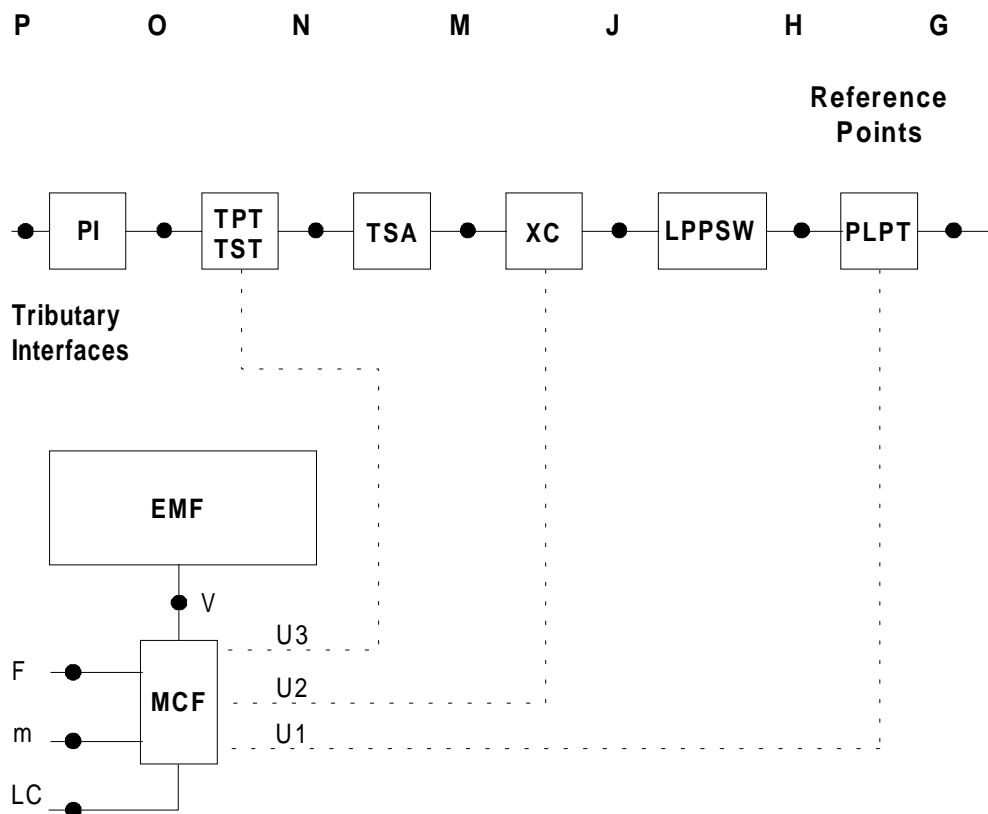 P O N M J H G
Reference
Points
PI
TPT
TST
TSA
XC
LPPSW
PLPT
Tributary
Interfaces
EMF
V
U3
F
U2
MCF
m
U1
LC